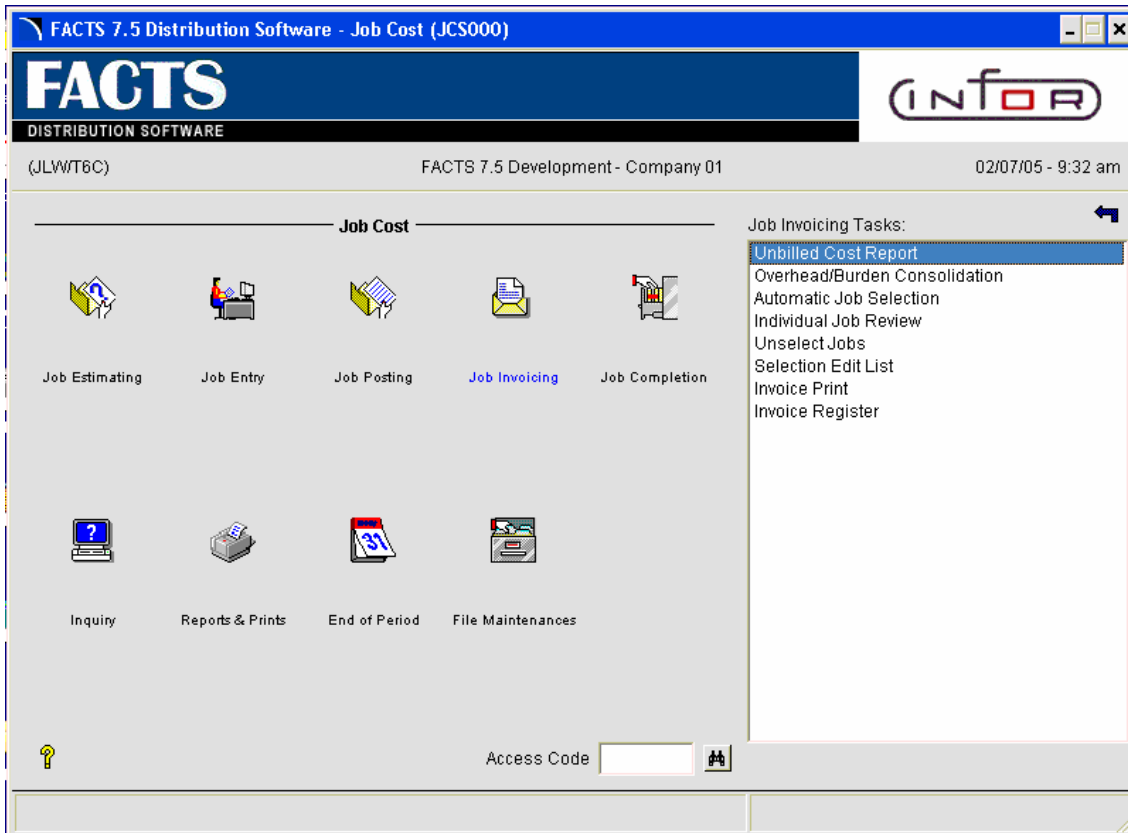 FACTS 7.5 Distribution Software - Job Cost (JCS000)
FACTS
DISTRIBUTION SOFTWARE
INFOR
(JLW/T6C) FACTS 7.5 Development - Company 01 02/07/05 - 9:32 am
Job Cost
Job Estimating Job Entry Job Posting Job Invoicing Job Completion
Inquiry Reports & Prints End of Period File Maintenances
Access Code
Job Invoicing Tasks:
Unbilled Cost Report
Overhead/Burden Consolidation
Automatic Job Selection
Individual Job Review
Unselect Jobs
Selection Edit List
Invoice Print
Invoice Register